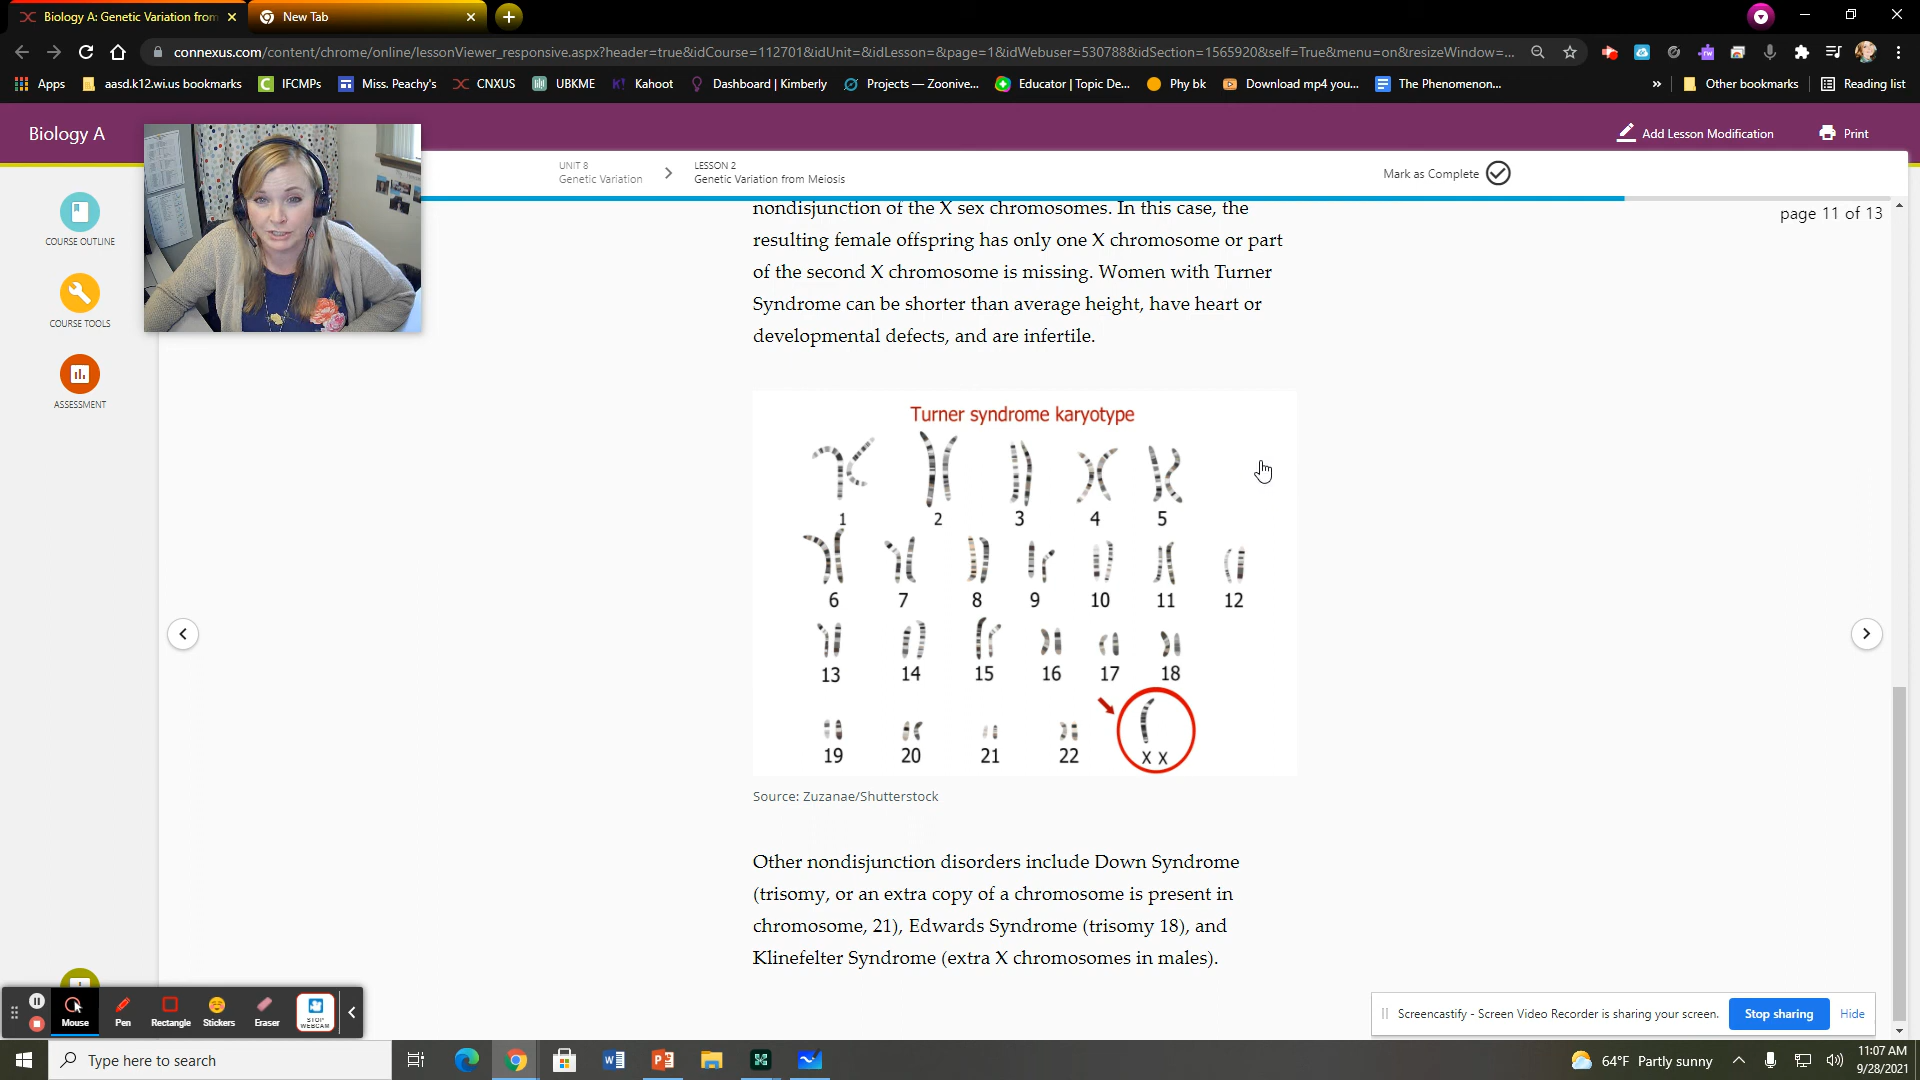 Biology A: Genetic Variation from
New Tab
connexus.com/content/chrome/online/lessonViewer_responsive.aspx?header=true&idCourse=112701&idUnit=&idLesson=&page=1&idWebuser=530788&idSection=1565920&self=True&menu=on&resizeWindow=...
Apps
aasd.k12.wi.us bookmarks
IFCMPs
Miss. Peachy's
CNXUS
UBKME
Kahoot
Dashboard | Kimberly
Projects — Zoonive...
Educator | Topic De...
Phy bk
Download mp4 you...
The Phenomenon...
»
Other bookmarks
Reading list
Biology A
Add Lesson Modification
Print
UNIT 8
Genetic Variation
LESSON 2
Genetic Variation from Meiosis
Mark as Complete
page 11 of 13
COURSE OUTLINE
COURSE TOOLS
ASSESSMENT
nondisjunction of the X sex chromosomes. In this case, the
resulting female offspring has only one X chromosome or part
of the second X chromosome is missing. Women with Turner
Syndrome can be shorter than average height, have heart or
developmental defects, and are infertile.
Turner syndrome karyotype
1 2 3 4 5
6 7 8 9 10 11 12
13 14 15 16 17 18
19 20 21 22 X X
Source: Zuzanae/Shutterstock
Other nondisjunction disorders include Down Syndrome
(trisomy, or an extra copy of a chromosome is present in
chromosome, 21), Edwards Syndrome (trisomy 18), and
Klinefelter Syndrome (extra X chromosomes in males).
Mouse
Pen
Rectangle
Stickers
Eraser
STOP WEBCAM
Screencastify - Screen Video Recorder is sharing your screen.
Stop sharing
Hide
Type here to search
64°F Partly sunny
11:07 AM
9/28/2021